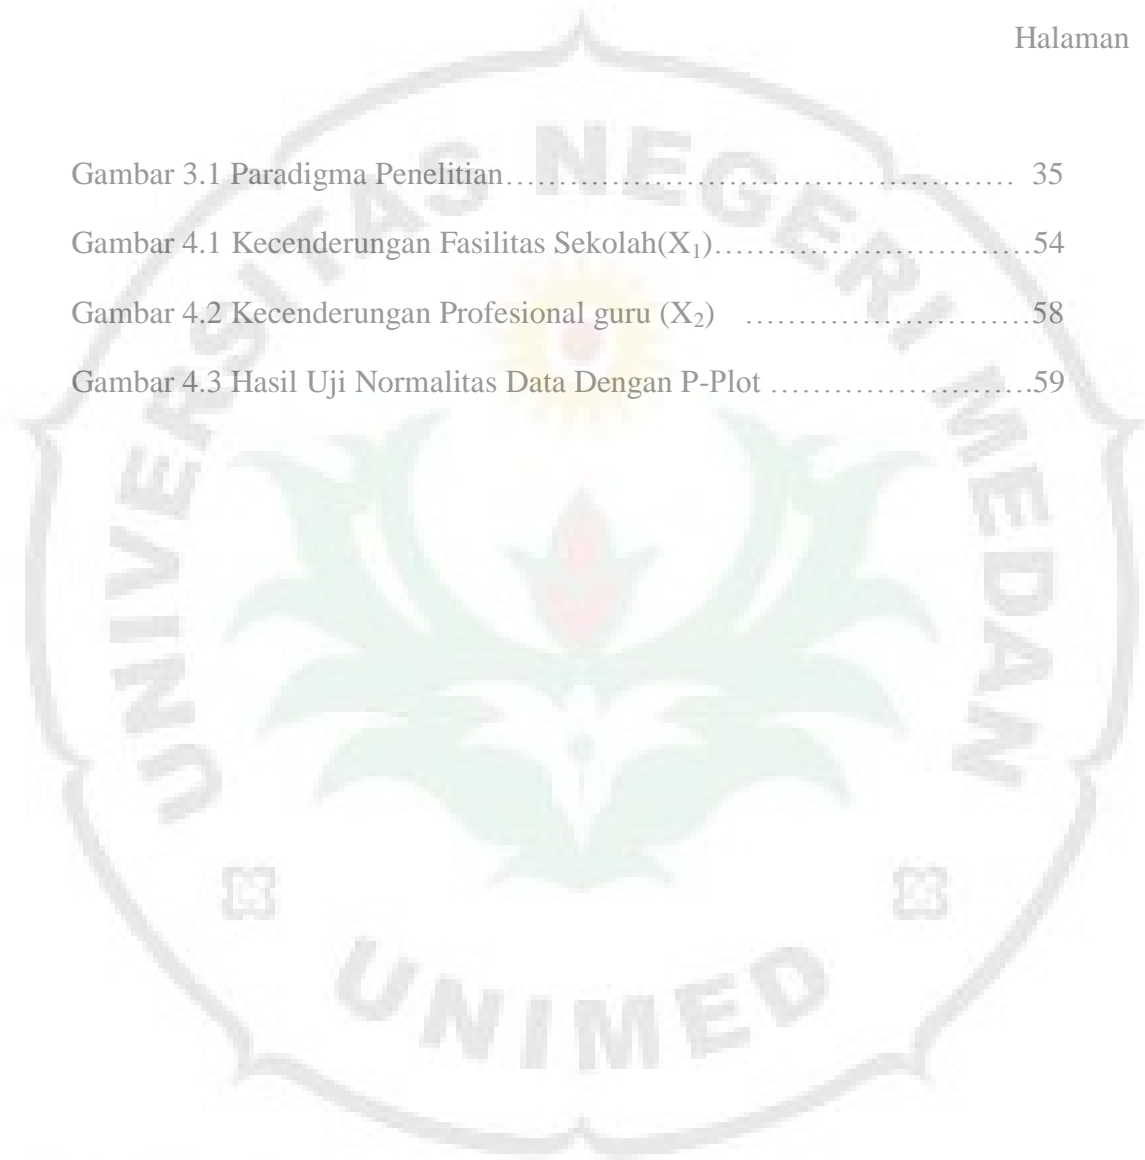 Halaman
Gambar 3.1 Paradigma Penelitian………………………………………… 35
Gambar 4.1 Kecenderungan Fasilitas Sekolah(X₁)…………………………54
Gambar 4.2 Kecenderungan Profesional guru (X₂) ………………………58
Gambar 4.3 Hasil Uji Normalitas Data Dengan P-Plot …………………….59
UNIVERSITAS NEGERI MEDAN
UNIMED